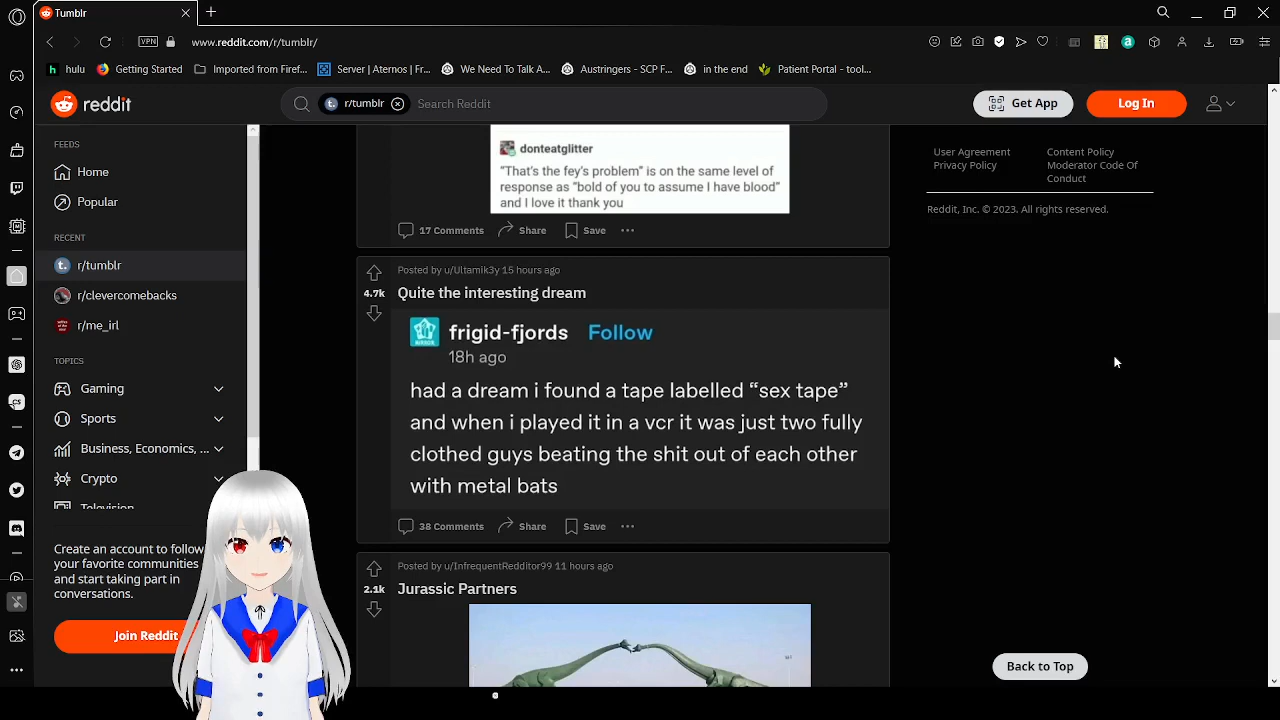 Tumblr
VPN
www.reddit.com/r/tumblr/
hulu
Getting Started
Imported from Firef...
Server | Aternos | Fr...
We Need To Talk A...
Austringers - SCP F...
in the end
Patient Portal - tool...
reddit
r/tumblr
Search Reddit
Get App
Log In
FEEDS
Home
Popular
RECENT
r/tumblr
r/clevercomebacks
r/me_irl
TOPICS
Gaming
Sports
Business, Economics, ...
Crypto
Television
Create an account to follow
your favorite communities
and start taking part in
conversations.
Join Reddit
donteatglitter
"That's the fey's problem" is on the same level of
response as "bold of you to assume I have blood"
and I love it thank you
17 Comments
Share
Save
Posted by u/Ultamik3y 15 hours ago
4.7k
Quite the interesting dream
frigid-fjords Follow
18h ago
had a dream i found a tape labelled “sex tape”
and when i played it in a vcr it was just two fully
clothed guys beating the shit out of each other
with metal bats
38 Comments
Share
Save
Posted by u/InfrequentRedditor99 11 hours ago
2.1k
Jurassic Partners
User Agreement
Privacy Policy
Content Policy
Moderator Code Of
Conduct
Reddit, Inc. © 2023. All rights reserved.
Back to Top